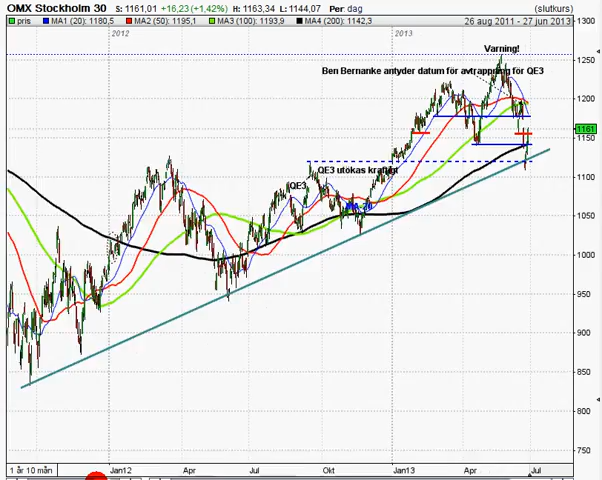 OMX Stockholm 30 S: 1161,01 +16,23 (+1,42%) H: 1163,34 L: 1144,07 Per: dag (slutkurs)
pris MA1 (20): 1180,5 MA2 (50): 1195,1 MA3 (100): 1193,9 MA4 (200): 1142,3 26 aug 2011 - 27 jun 2013
1300
2012 2013
Varning!
1250
Ben Bernanke antyder datum för avtrappning för QE3
1200
1161
1150
QE3 utökas kraftigt
1100
QE3
1050
1000
950
900
850
800
750
1 år 10 mån Jan12 Apr Jul Okt Jan13 Apr Jul